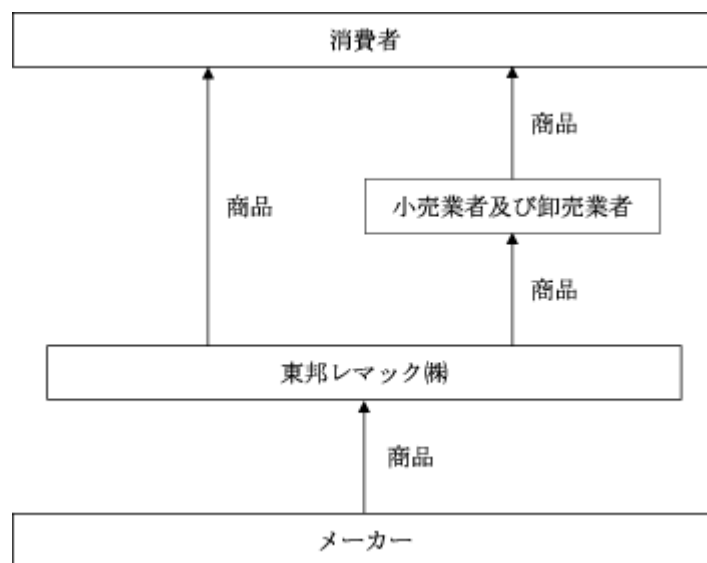 消費者
商品
小売業者及び卸売業者
商品
商品
東邦レマック㈱
商品
メーカー